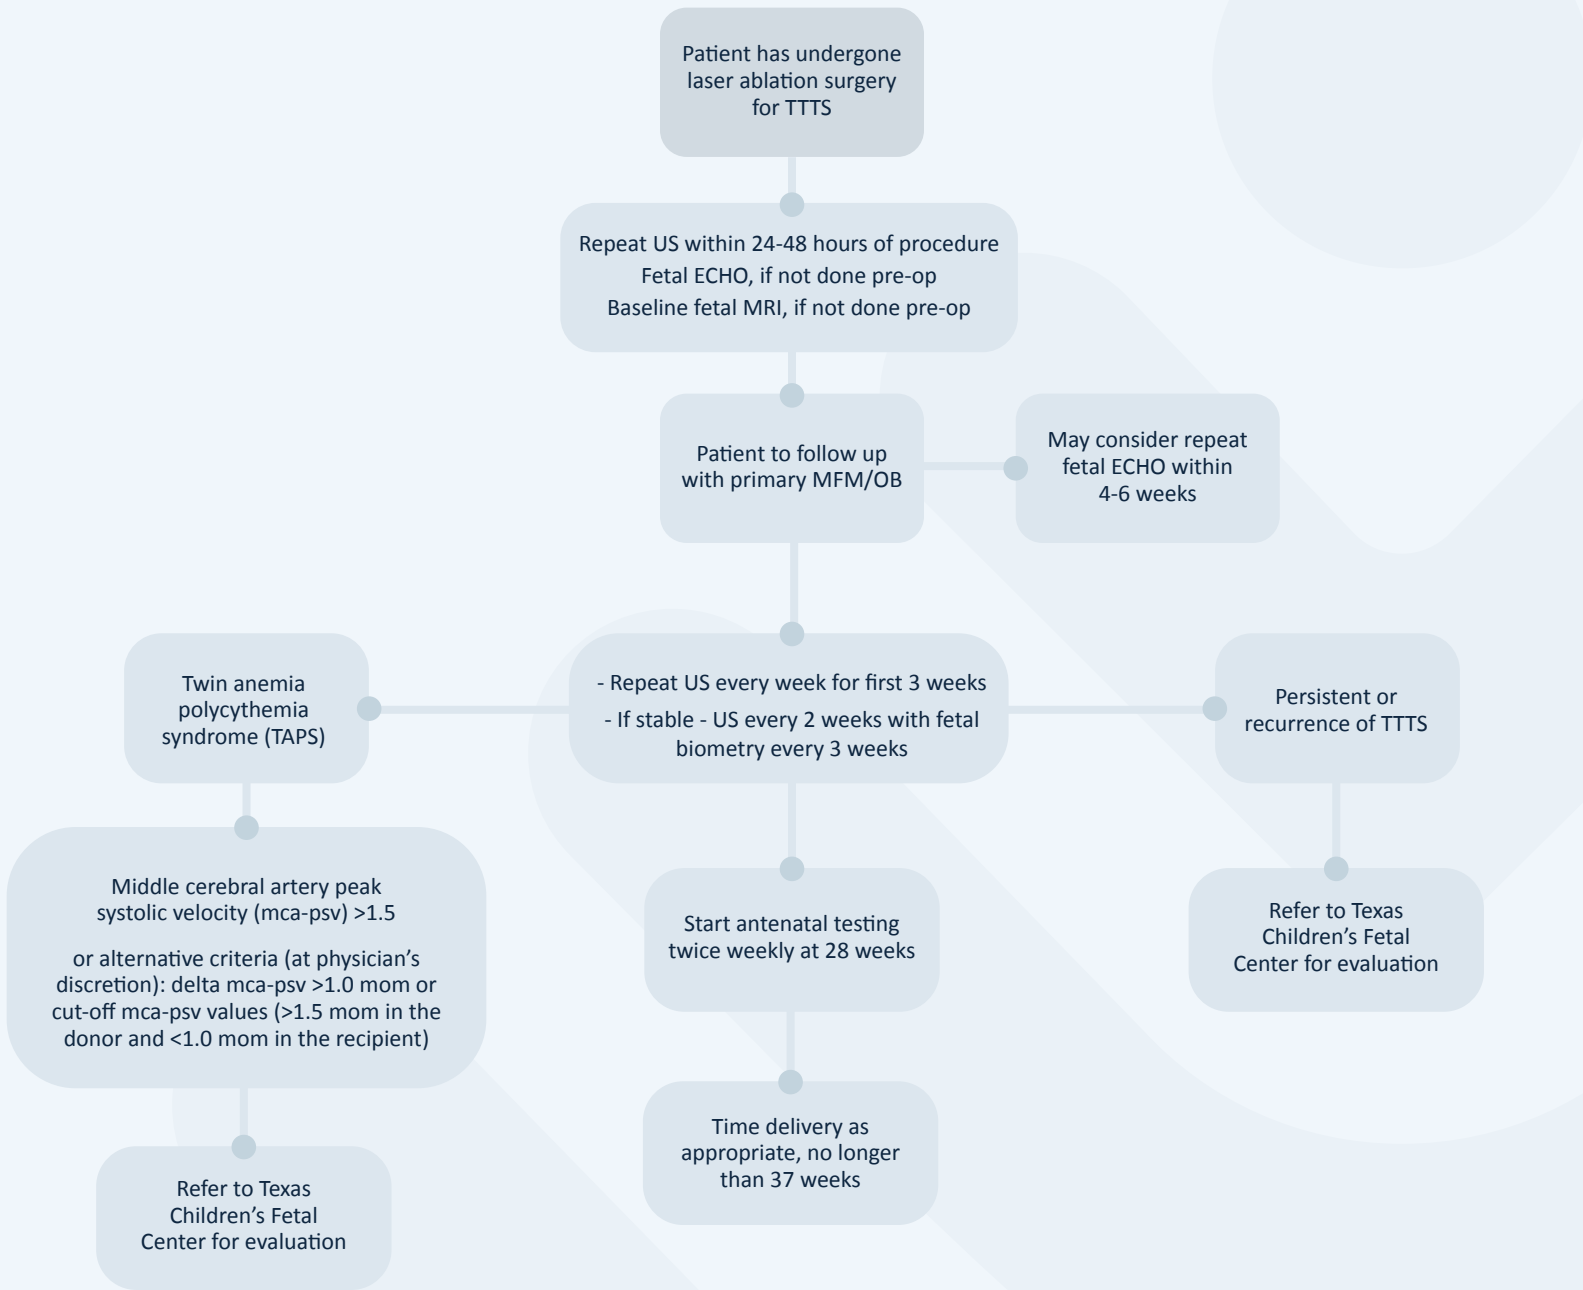 Patient has undergone
laser ablation surgery
for TTTS
Repeat US within 24-48 hours of procedure
Fetal ECHO, if not done pre-op
Baseline fetal MRI, if not done pre-op
Patient to follow up
with primary MFM/OB
May consider repeat
fetal ECHO within
4-6 weeks
Twin anemia
polycythemia
syndrome (TAPS)
- Repeat US every week for first 3 weeks
- If stable - US every 2 weeks with fetal
biometry every 3 weeks
Persistent or
recurrence of TTTS
Middle cerebral artery peak
systolic velocity (mca-psv) >1.5
or alternative criteria (at physician’s
discretion): delta mca-psv >1.0 mom or
cut-off mca-psv values (>1.5 mom in the
donor and <1.0 mom in the recipient)
Start antenatal testing
twice weekly at 28 weeks
Refer to Texas
Children’s Fetal
Center for evaluation
Time delivery as
appropriate, no longer
than 37 weeks
Refer to Texas
Children’s Fetal
Center for evaluation